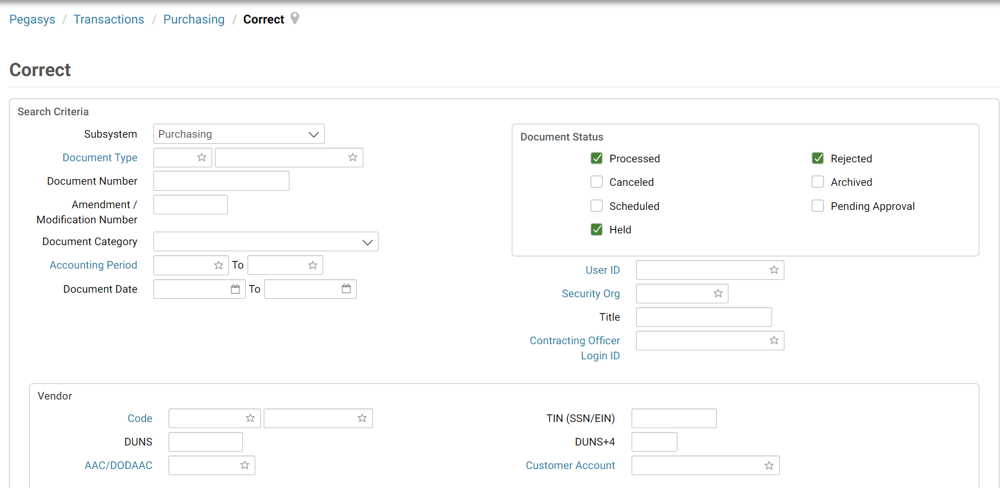 Pegasys / Transactions / Purchasing / Correct
Correct
Search Criteria
Subsystem Purchasing
Document Type
Document Number
Amendment /
Modification Number
Document Category
Accounting Period To
Document Date To
Document Status
Processed Rejected
Canceled Archived
Scheduled Pending Approval
Held
User ID
Security Org
Title
Contracting Officer
Login ID
Vendor
Code TIN (SSN/EIN)
DUNS DUNS+4
AAC/DODAAC Customer Account